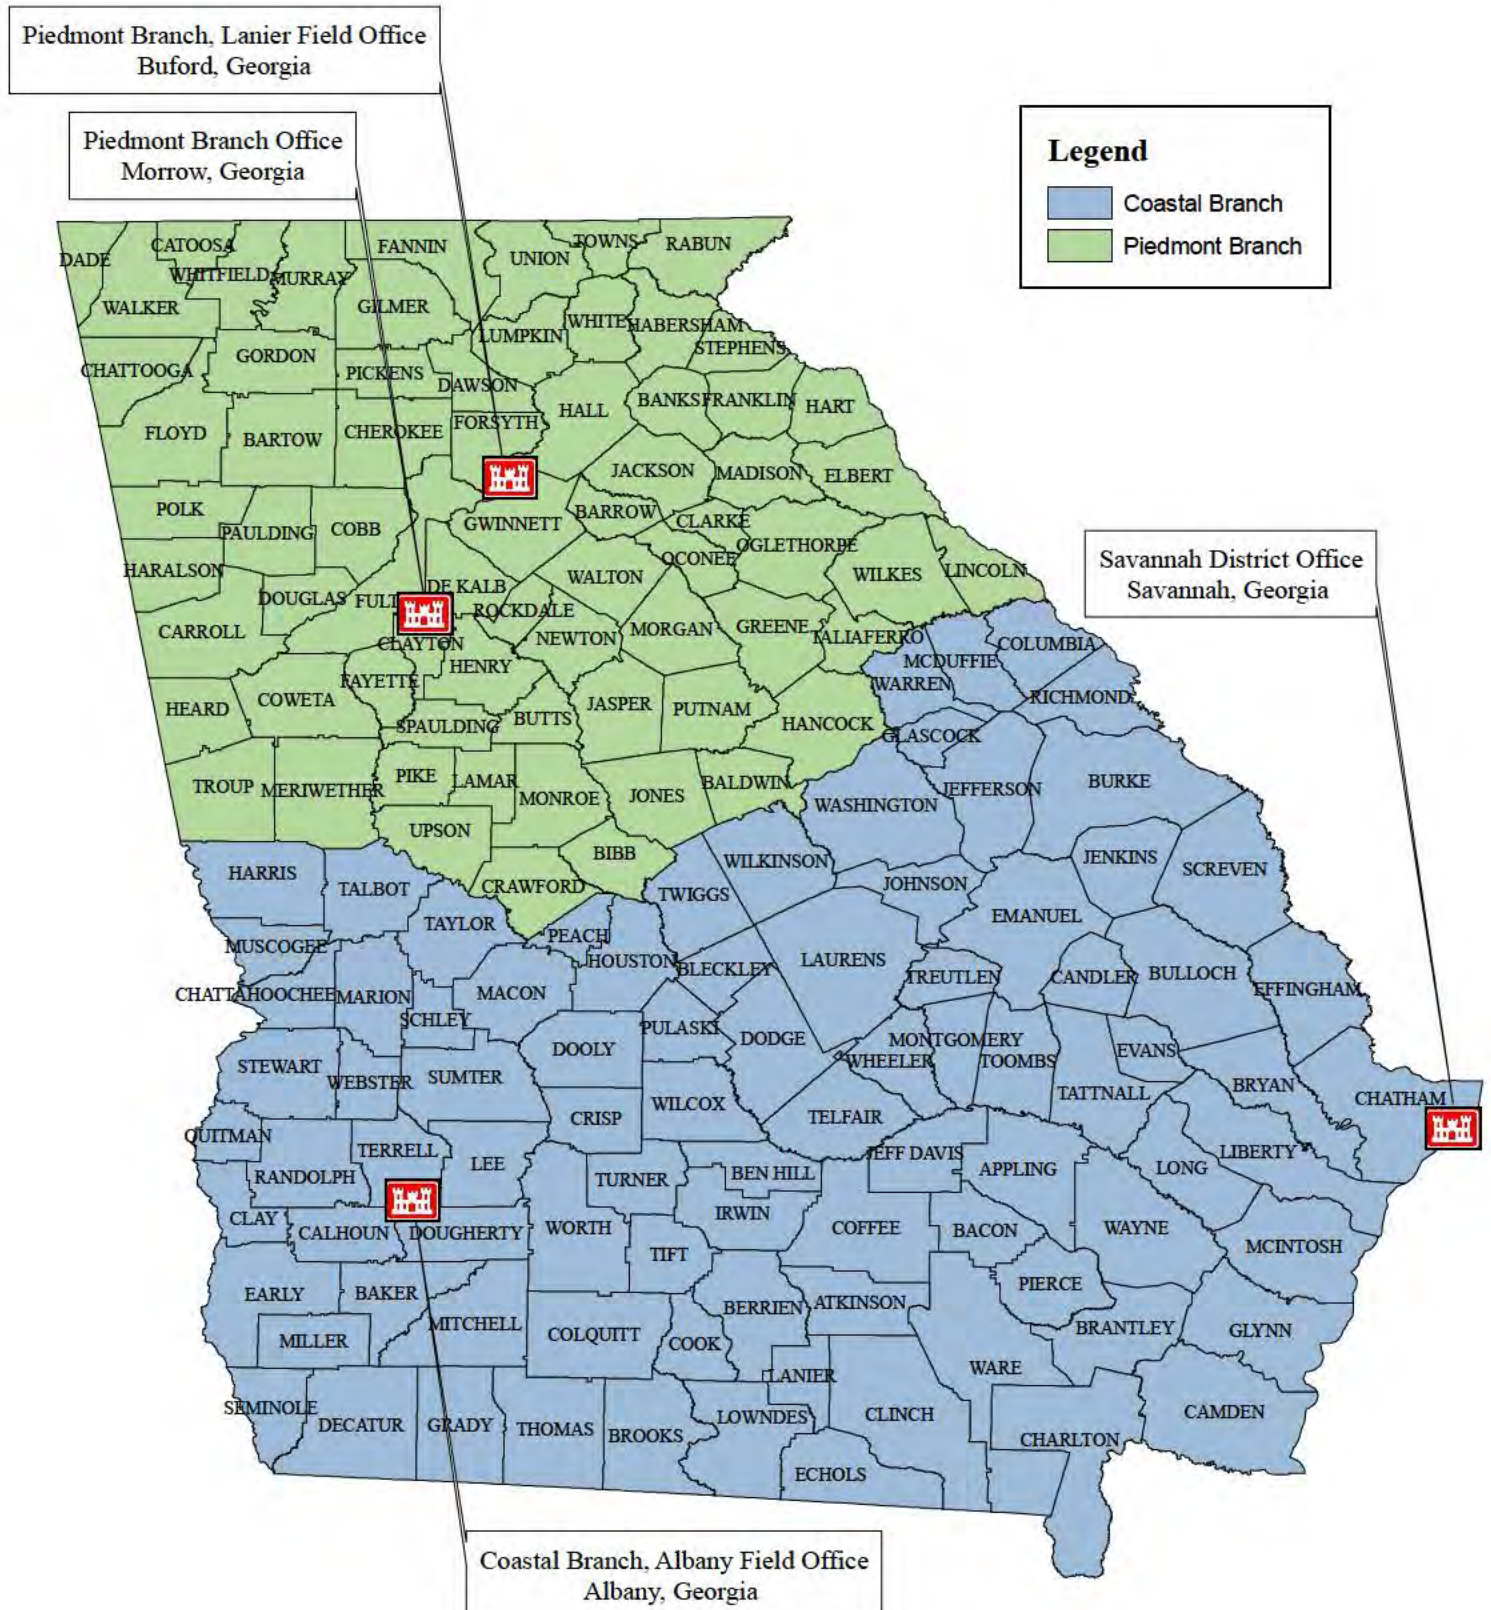 Piedmont Branch, Lanier Field Office
Buford, Georgia
Piedmont Branch Office
Morrow, Georgia
Legend
Coastal Branch
Piedmont Branch
DADE
CATOOSA
WHITFIELD
MURRAY
FANNIN
UNION
TOWNS
RABUN
WALKER
GILMER
LUMPKIN
WHITE
HABERSHAM
STEPHENS
CHATTOOGA
GORDON
PICKENS
DAWSON
HALL
BANKS
FRANKLIN
HART
FLOYD
BARTOW
CHEROKEE
FORSYTH
JACKSON
MADISON
ELBERT
POLK
PAULDING
COBB
GWINNETT
BARROW
CLARKE
OCONEE
OGLETHORPE
WILKES
LINCOLN
Savannah District Office
Savannah, Georgia
HARALSON
DOUGLAS
FULT
DE KALB
ROCKDALE
WALTON
CARROLL
CLAYTON
HENRY
NEWTON
MORGAN
GREENE
TALIAFERRO
MCDUFFIE
COLUMBIA
WARREN
RICHMOND
HEARD
COWETA
FAYETTE
SPAULDING
BUTTS
JASPER
PUTNAM
HANCOCK
GLASCOCK
TROUP
MERIWETHER
PIKE
LAMAR
MONROE
JONES
BALDWIN
WASHINGTON
JEFFERSON
BURKE
UPSON
BIBB
CRAWFORD
WILKINSON
JENKINS
SCREVEN
HARRIS
TALBOT
TAYLOR
TWIGGS
JOHNSON
EMANUEL
MUSCOGEE
PEACH
HOUSTON
BLECKLEY
LAURENS
TREUTLEN
CANDLER
BULLOCH
EFFINGHAM
CHATTAHOOCHEE
MARION
MACON
SCHLEY
PULASKI
DODGE
MONTGOMERY
WHEELER
TOOMBS
EVANS
STEWART
WEBSTER
SUMTER
DOOLY
CRISP
WILCOX
TELFAIR
TATTNALL
BRYAN
CHATHAM
QUITMAN
RANDOLPH
TERRELL
LEE
TURNER
BEN HILL
JEFF DAVIS
APPLING
LONG
LIBERTY
CLAY
CALHOUN
DOUGHERTY
WORTH
IRWIN
COFFEE
BACON
WAYNE
MCINTOSH
TIFT
EARLY
BAKER
MITCHELL
MILLER
COLQUITT
COOK
BERRIEN
ATKINSON
PIERCE
BRANTLEY
GLYNN
LANIER
WARE
SEMINOLE
DECATUR
GRADY
THOMAS
BROOKS
LOWNDES
CLINCH
CHARLTON
CAMDEN
ECHOLS
Coastal Branch, Albany Field Office
Albany, Georgia